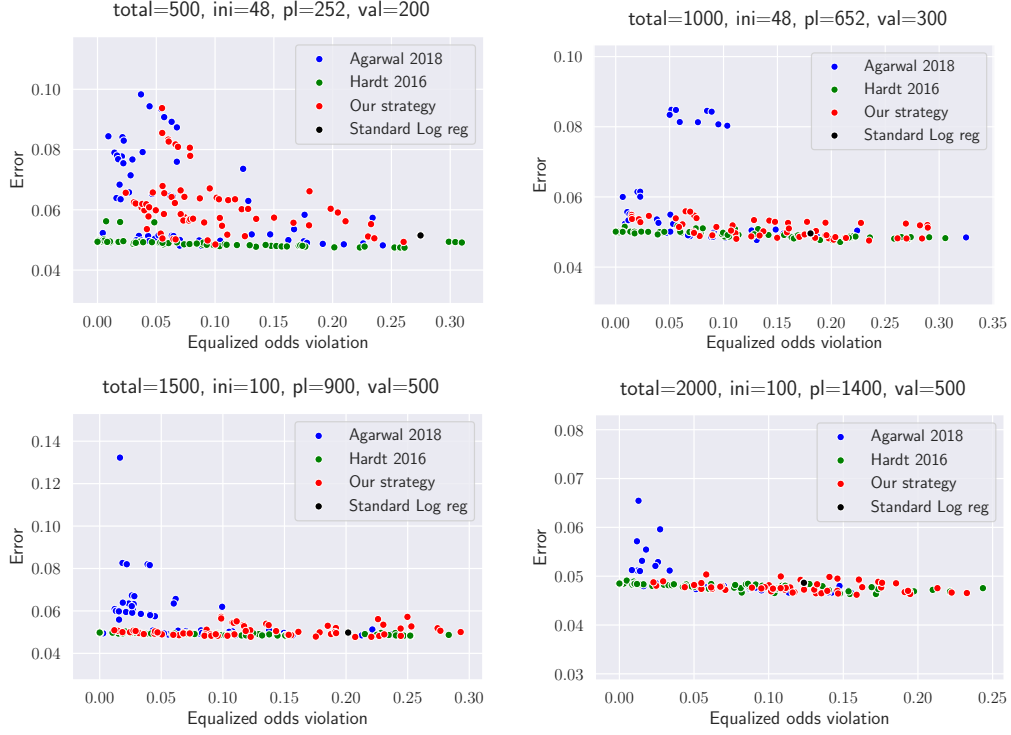 total=500, ini=48, pl=252, val=200
Agarwal 2018
Hardt 2016
Our strategy
Standard Log reg
0.10
0.08
0.06
0.04
Error
0.00 0.05 0.10 0.15 0.20 0.25 0.30
Equalized odds violation
total=1000, ini=48, pl=652, val=300
Agarwal 2018
Hardt 2016
Our strategy
Standard Log reg
0.10
0.08
0.06
0.04
Error
0.00 0.05 0.10 0.15 0.20 0.25 0.30 0.35
Equalized odds violation
total=1500, ini=100, pl=900, val=500
Agarwal 2018
Hardt 2016
Our strategy
Standard Log reg
0.14
0.12
0.10
0.08
0.06
0.04
Error
0.00 0.05 0.10 0.15 0.20 0.25 0.30
Equalized odds violation
total=2000, ini=100, pl=1400, val=500
Agarwal 2018
Hardt 2016
Our strategy
Standard Log reg
0.08
0.07
0.06
0.05
0.04
0.03
Error
0.00 0.05 0.10 0.15 0.20 0.25
Equalized odds violation